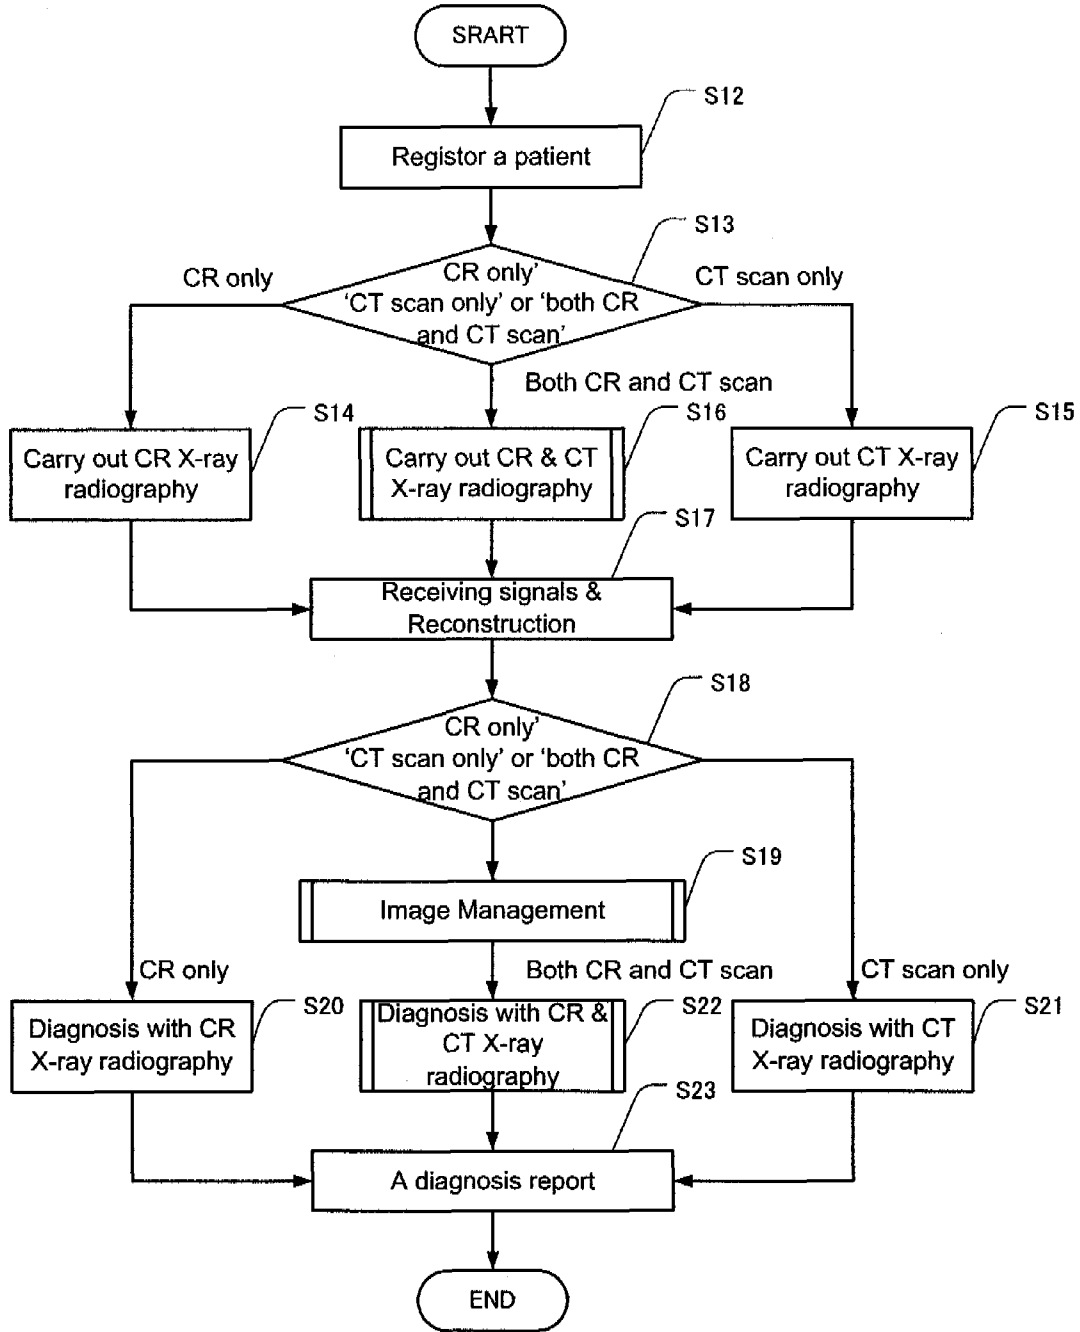 SRART
S12
Registor a patient
S13
CR only
CR only’
‘CT scan only’ or ‘both CR
and CT scan’
CT scan only
Both CR and CT scan
S14
S16
S15
Carry out CR X-ray
radiography
Carry out CR & CT
X-ray radiography
Carry out CT X-ray
radiography
S17
Receiving signals &
Reconstruction
S18
CR only’
‘CT scan only’ or ‘both CR
and CT scan’
S19
Image Management
CR only
Both CR and CT scan
CT scan only
S20
S22
S21
Diagnosis with CR
X-ray radiography
Diagnosis with CR &
CT X-ray
radiography
Diagnosis with CT
X-ray radiography
S23
A diagnosis report
END